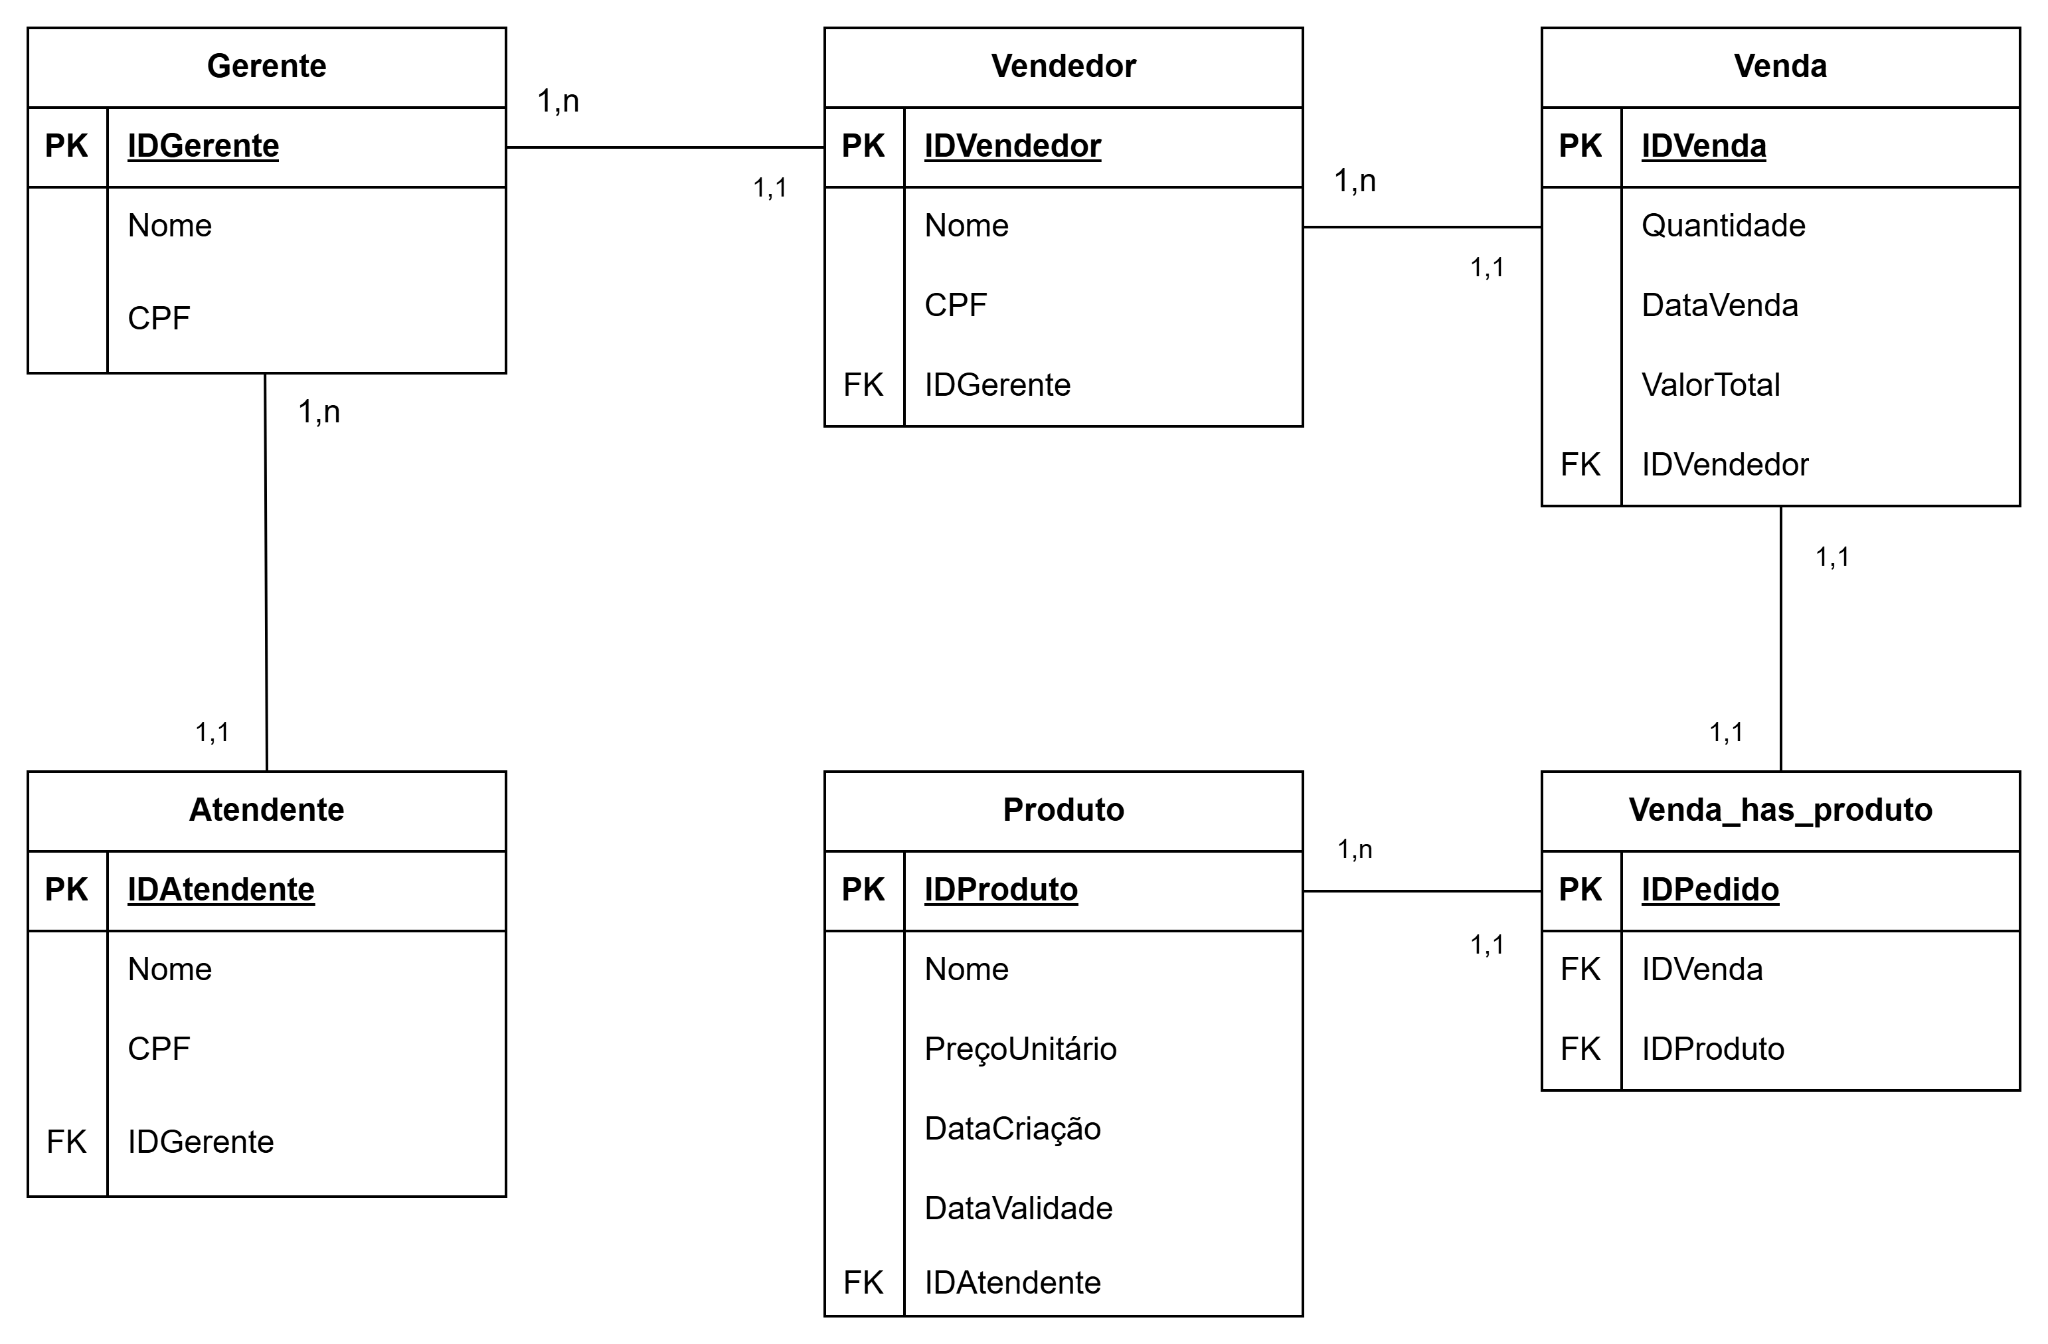 Gerente
PK IDGerente
Nome
CPF
1,n
1,1
Vendedor
PK IDVendedor
Nome
CPF
FK IDGerente
1,n
1,1
Venda
PK IDVenda
Quantidade
DataVenda
ValorTotal
FK IDVendedor
1,n
1,1
1,1
1,1
Atendente
PK IDAtendente
Nome
CPF
FK IDGerente
Produto
PK IDProduto
Nome
PreçoUnitário
DataCriação
DataValidade
FK IDAtendente
1,n
1,1
Venda_has_produto
PK IDPedido
FK IDVenda
FK IDProduto